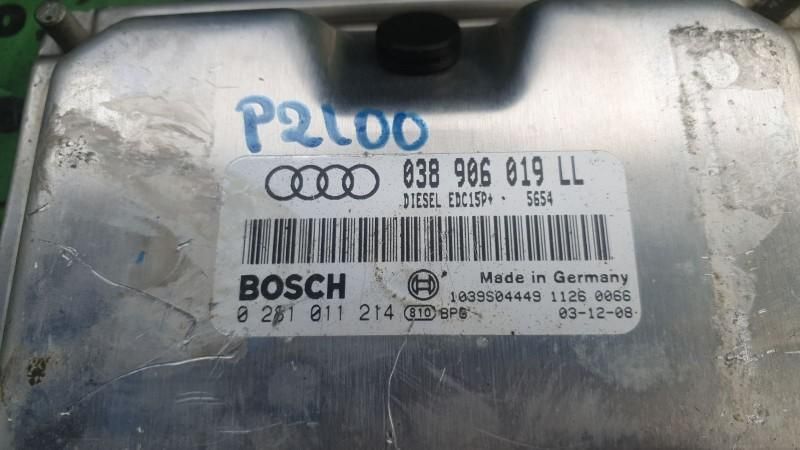 P2L00
038 906 019 LL
DIESEL EDC15P+ · 5654
BOSCH
Made in Germany
1039S04449 1126 0066
0 281 011 214 810 BPG 03-12-08